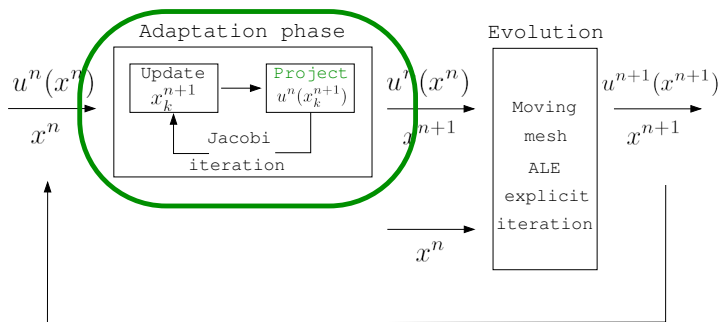 Adaptation phase
Evolution
u^n(x^n)
x^n
Update
x_k^{n+1}
Project
u^n(x_k^{n+1})
Jacobi
iteration
u^n(x^n)
x^{n+1}
x^n
Moving
mesh
ALE
explicit
iteration
u^{n+1}(x^{n+1})
x^{n+1}